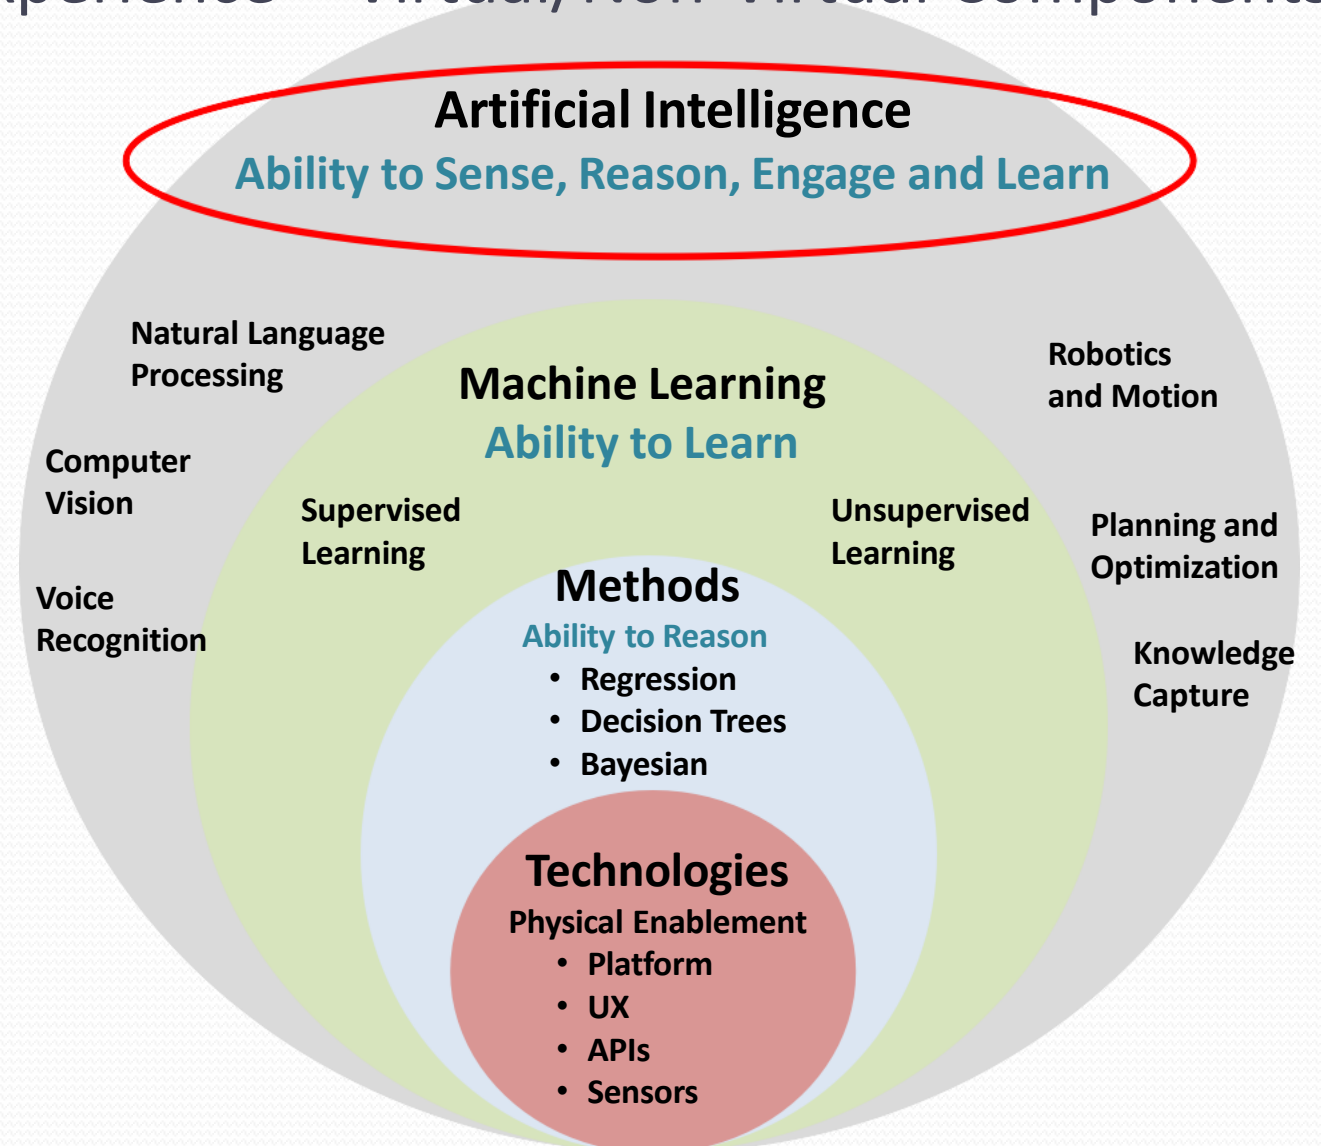 Artificial Intelligence
Ability to Sense, Reason, Engage and Learn
Natural Language
Processing
Computer
Vision
Voice
Recognition
Machine Learning
Ability to Learn
Supervised
Learning
Unsupervised
Learning
Robotics
and Motion
Planning and
Optimization
Knowledge
Capture
Methods
Ability to Reason
• Regression
• Decision Trees
• Bayesian
Technologies
Physical Enablement
• Platform
• UX
• APIs
• Sensors